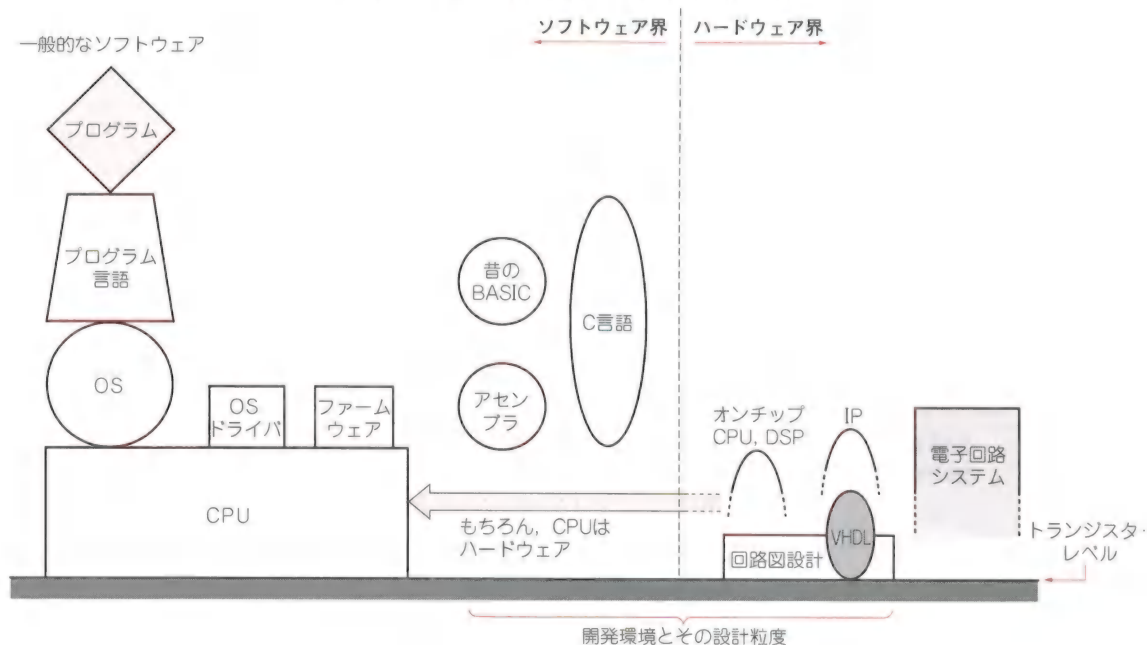 ソフトウェア界
ハードウェア界
一般的なソフトウェア
プログラム
プログラム
言語
OS
OS
ドライバ
ファーム
ウェア
CPU
昔の
BASIC
アセン
ブラ
C言語
もちろん，CPUは
ハードウェア
オンチップ
CPU, DSP
IP
電子回路
システム
VHDL
回路図設計
トランジスタ・
レベル
開発環境とその設計粒度